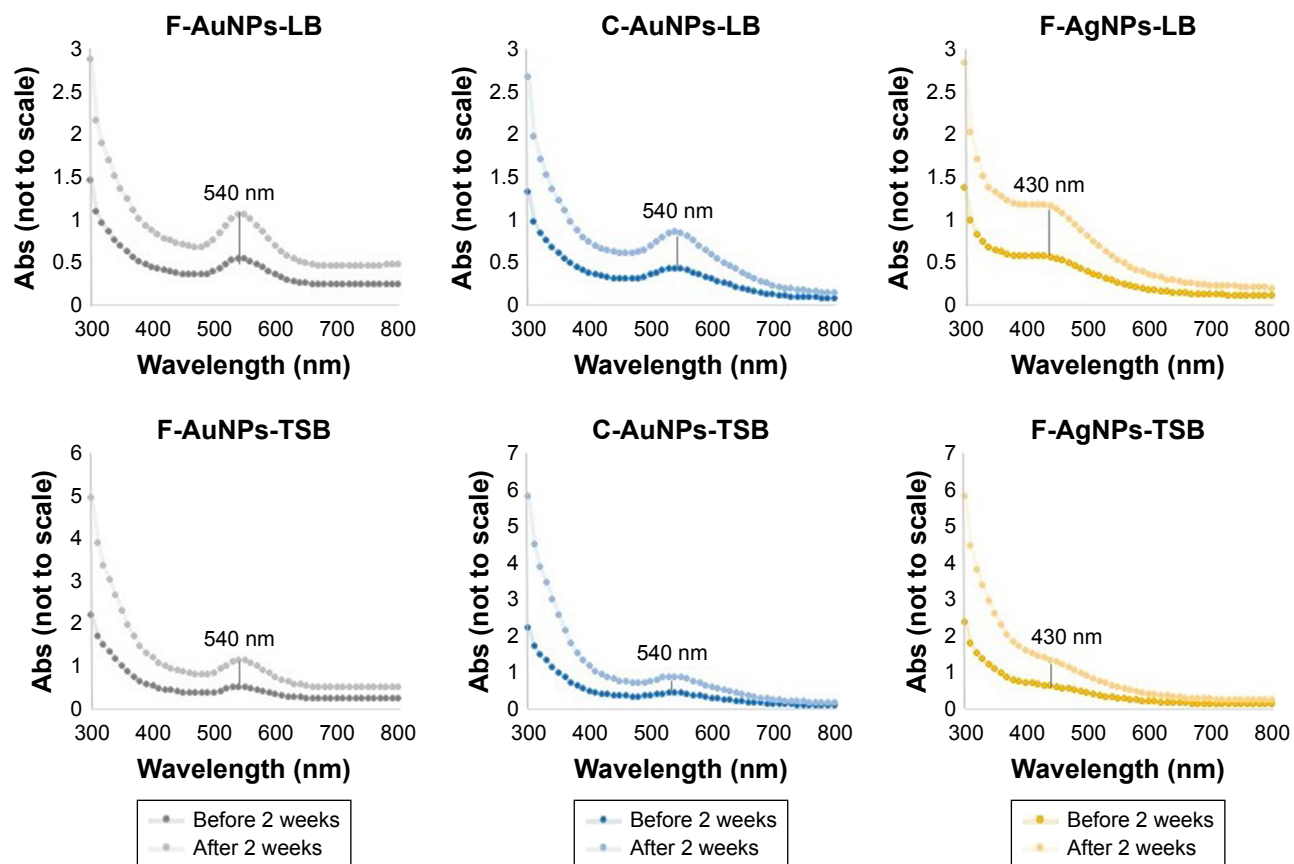 F-AuNPs-LB
Abs (not to scale)
3
2.5
2
1.5
1
0.5
0
540 nm
300 400 500 600 700 800
Wavelength (nm)
C-AuNPs-LB
Abs (not to scale)
3
2.5
2
1.5
1
0.5
0
540 nm
300 400 500 600 700 800
Wavelength (nm)
F-AgNPs-LB
Abs (not to scale)
3
2.5
2
1.5
1
0.5
0
430 nm
300 400 500 600 700 800
Wavelength (nm)
F-AuNPs-TSB
Abs (not to scale)
6
5
4
3
2
1
0
540 nm
300 400 500 600 700 800
Wavelength (nm)
Before 2 weeks
After 2 weeks
C-AuNPs-TSB
Abs (not to scale)
7
6
5
4
3
2
1
0
540 nm
300 400 500 600 700 800
Wavelength (nm)
Before 2 weeks
After 2 weeks
F-AgNPs-TSB
Abs (not to scale)
7
6
5
4
3
2
1
0
430 nm
300 400 500 600 700 800
Wavelength (nm)
Before 2 weeks
After 2 weeks